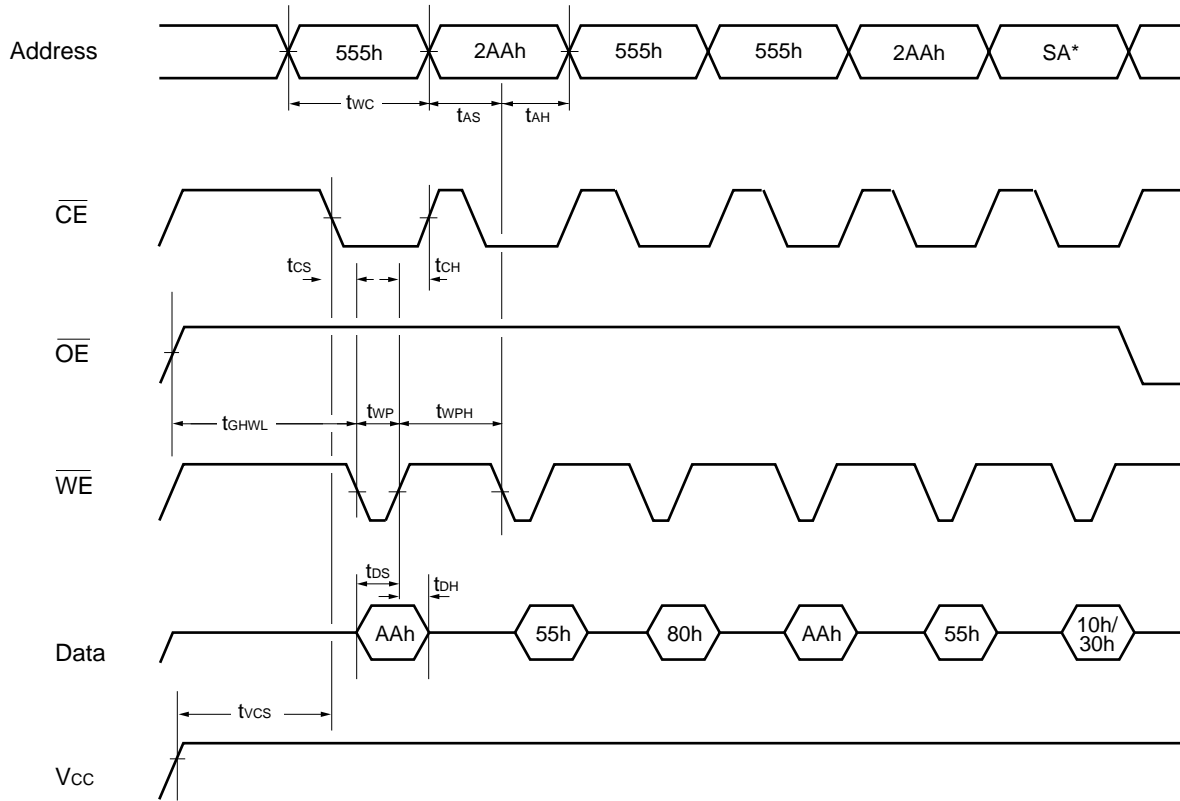 Address
555h
2AAh
555h
555h
2AAh
SA*
tWC
tAS
tAH
CE
tCS
tCH
OE
tGHWL
tWP
tWPH
WE
tDS
tDH
Data
AAh
55h
80h
AAh
55h
10h/
30h
tVCS
VCC